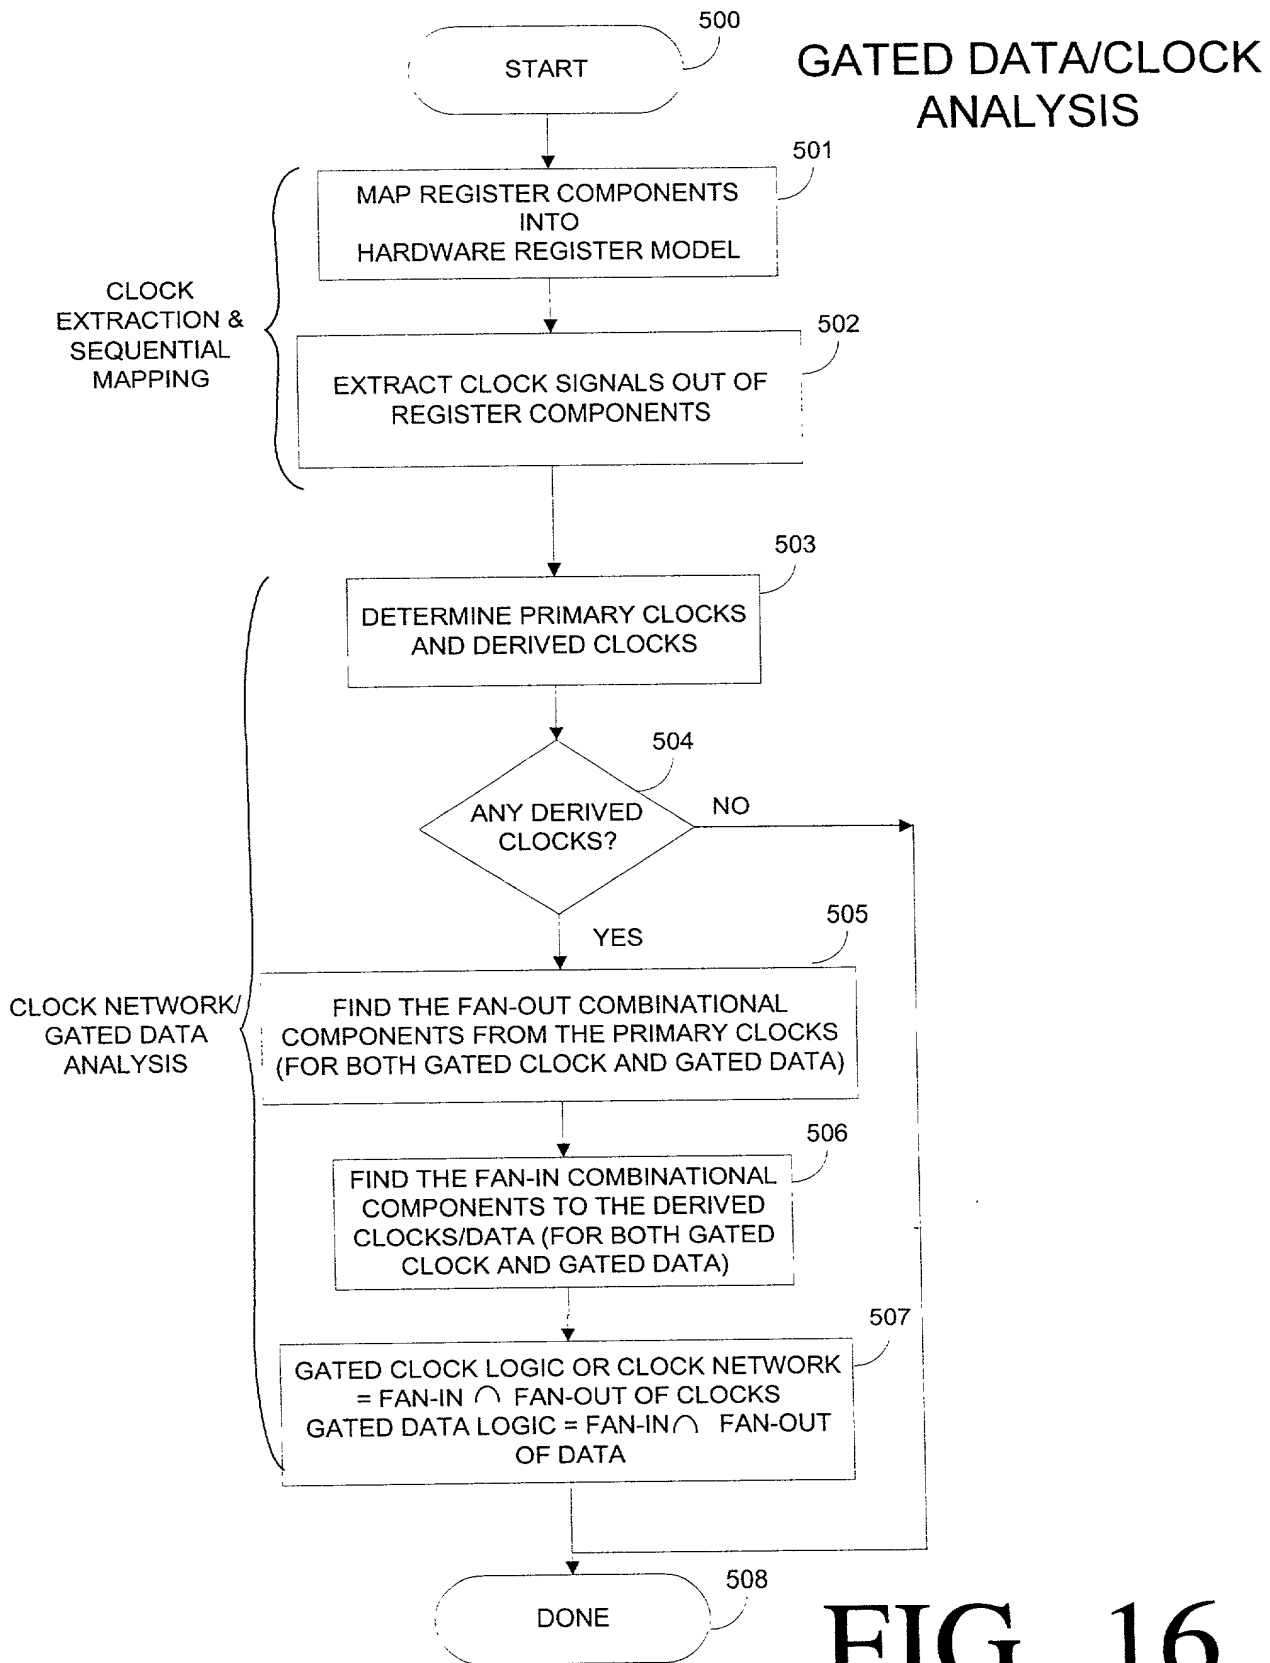 500
START
GATED DATA/CLOCK
ANALYSIS
501
MAP REGISTER COMPONENTS
INTO
HARDWARE REGISTER MODEL
CLOCK
EXTRACTION &
SEQUENTIAL
MAPPING
502
EXTRACT CLOCK SIGNALS OUT OF
REGISTER COMPONENTS
503
DETERMINE PRIMARY CLOCKS
AND DERIVED CLOCKS
504
ANY DERIVED
CLOCKS?
NO
YES
505
CLOCK NETWORK/
GATED DATA
ANALYSIS
FIND THE FAN-OUT COMBINATIONAL
COMPONENTS FROM THE PRIMARY CLOCKS
(FOR BOTH GATED CLOCK AND GATED DATA)
506
FIND THE FAN-IN COMBINATIONAL
COMPONENTS TO THE DERIVED
CLOCKS/DATA (FOR BOTH GATED
CLOCK AND GATED DATA)
507
GATED CLOCK LOGIC OR CLOCK NETWORK
= FAN-IN ∩ FAN-OUT OF CLOCKS
GATED DATA LOGIC = FAN-IN ∩ FAN-OUT
OF DATA
508
DONE
FIG. 16